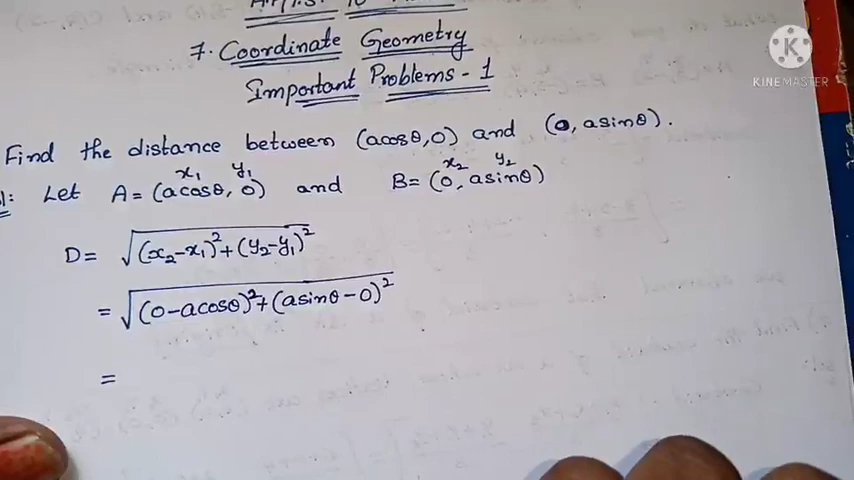 7. Coordinate Geometry
Important Problems - 1
Find the distance between (acosθ, 0) and (0, asinθ).
x₁ y₁ x₂ y₂
Let A = (acosθ, 0) and B = (0, asinθ)
D = √(x₂-x₁)²+(y₂-y₁)²
= √(0-acosθ)²+(asinθ-0)²
=
K
KINEMASTER